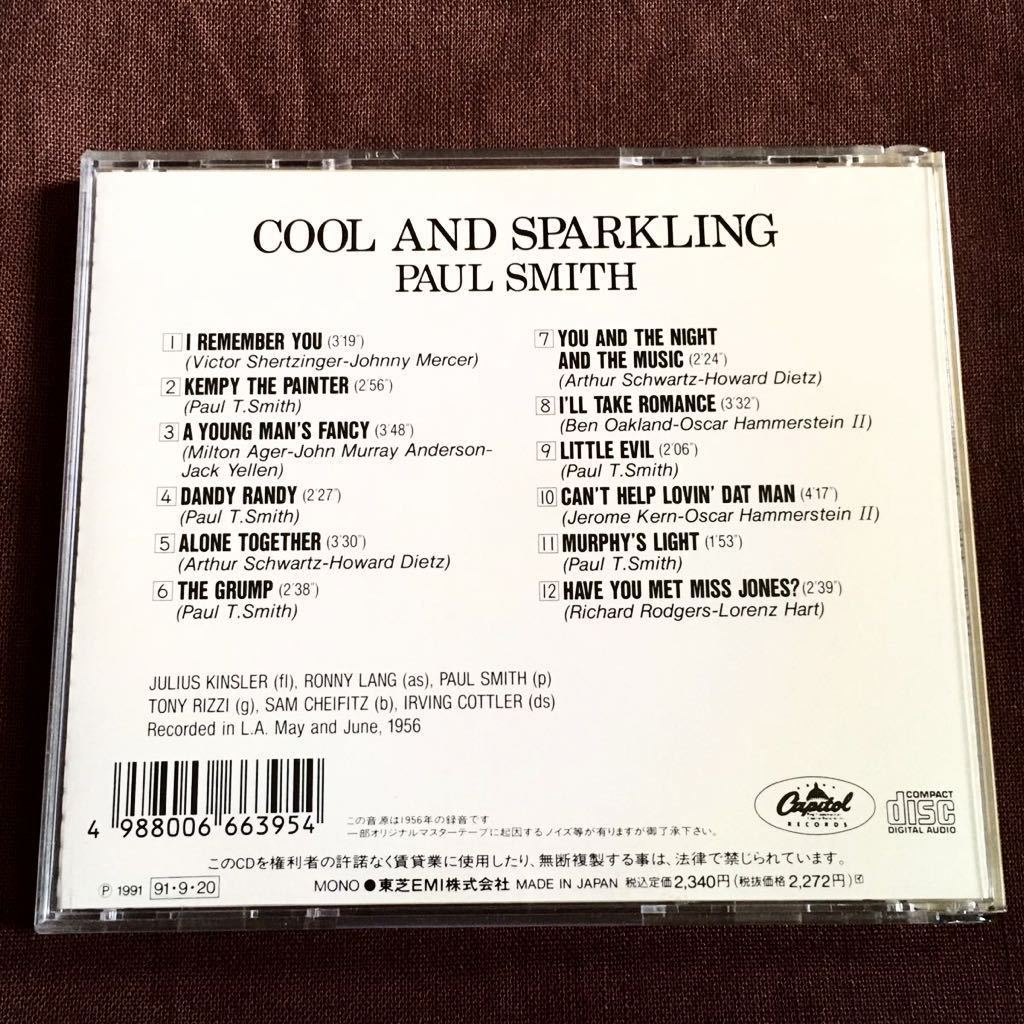 COOL AND SPARKLING
PAUL SMITH
1 I REMEMBER YOU (3'19")
(Victor Shertzinger-Johnny Mercer)
2 KEMPY THE PAINTER (2'56")
(Paul T.Smith)
3 A YOUNG MAN'S FANCY (3'48")
(Milton Ager-John Murray Anderson-
Jack Yellen)
4 DANDY RANDY (2'27")
(Paul T.Smith)
5 ALONE TOGETHER (3'30")
(Arthur Schwartz-Howard Dietz)
6 THE GRUMP (2'38")
(Paul T.Smith)
7 YOU AND THE NIGHT
AND THE MUSIC (2'24")
(Arthur Schwartz-Howard Dietz)
8 I'LL TAKE ROMANCE (3'32")
(Ben Oakland-Oscar Hammerstein II)
9 LITTLE EVIL (2'06")
(Paul T.Smith)
10 CAN'T HELP LOVIN' DAT MAN (4'17")
(Jerome Kern-Oscar Hammerstein II)
11 MURPHY'S LIGHT (1'53")
(Paul T.Smith)
12 HAVE YOU MET MISS JONES? (2'39")
(Richard Rodgers-Lorenz Hart)
JULIUS KINSLER (fl), RONNY LANG (as), PAUL SMITH (p)
TONY RIZZI (g), SAM CHEIFITZ (b), IRVING COTTLER (ds)
Recorded in L.A. May and June, 1956
4 988006 663954
この音源は1956年の録音です
一部オリジナルマスターテープに起因するノイズ等が有りますが御了承下さい。
Capitol
RECORDS
COMPACT
disc
DIGITAL AUDIO
このCDを権利者の許諾なく賃貸業に使用したり、無断複製する事は、法律で禁じられています。
Ⓟ 1991 91・9・20 MONO ● 東芝EMI株式会社 MADE IN JAPAN 税込定価2,340円(税抜価格2,272円)